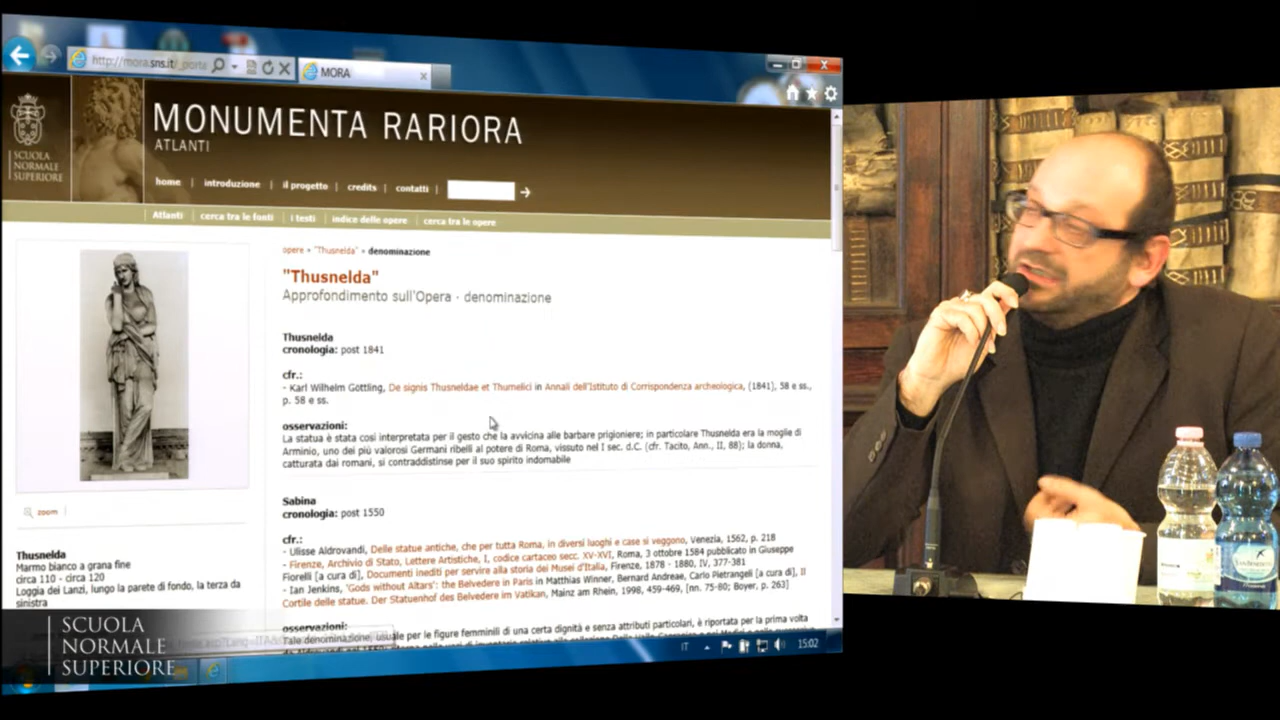 http://mora.sns.it/_porta
MORA
MONUMENTA RARIORA
ATLANTI
SCUOLA
NORMALE
SUPERIORE
home | introduzione | il progetto | credits | contatti |
Atlanti | cerca tra le fonti | i testi | indice delle opere | cerca tra le opere
opere » "Thusnelda" » denominazione
"Thusnelda"
Approfondimento sull'Opera - denominazione
Thusnelda
cronologia: post 1841
cfr.:
- Karl Wilhelm Göttling, De signis Thusneldae et Thumelici in Annali dell'Istituto di Corrispondenza archeologica, (1841), 58 e ss.,
p. 58 e ss.
osservazioni:
La statua è stata così interpretata per il gesto che la avvicina alle barbare prigioniere; in particolare Thusnelda era la moglie di
Arminio, uno dei più valorosi Germani ribelli al potere di Roma, vissuto nel I sec. d.C. (cfr. Tacito, Ann., II, 88); la donna,
catturata dai romani, si contraddistinse per il suo spirito indomabile
Sabina
cronologia: post 1550
cfr.:
- Ulisse Aldrovandi, Delle statue antiche, che per tutta Roma, in diversi luoghi e case si veggono, Venezia, 1562, p. 218
- Firenze, Archivio di Stato, Lettere Artistiche, I, codice cartaceo secc. XV-XVI, Roma, 3 ottobre 1584 pubblicato in Giuseppe
Fiorelli [a cura di], Documenti inediti per servire alla storia dei Musei d'Italia, Firenze, 1878 - 1880, IV, 377-381
- Ian Jenkins, 'Gods without Altars': the Belvedere in Paris in Matthias Winner, Bernard Andreae, Carlo Pietrangeli [a cura di], Il
Cortile delle statue. Der Statuenhof des Belvedere im Vatikan, Mainz am Rhein, 1998, 459-469, [nn. 75-80; Boyer, p. 263]
osservazioni:
Tale denominazione, usuale per le figure femminili di una certa dignità e senza attributi particolari, è riportata per la prima volta
zoom |
Thusnelda
Marmo bianco a grana fine
circa 110 - circa 120
Loggia dei Lanzi, lungo la parete di fondo, la terza da
sinistra
IT
15:02
SCUOLA
NORMALE
SUPERIORE